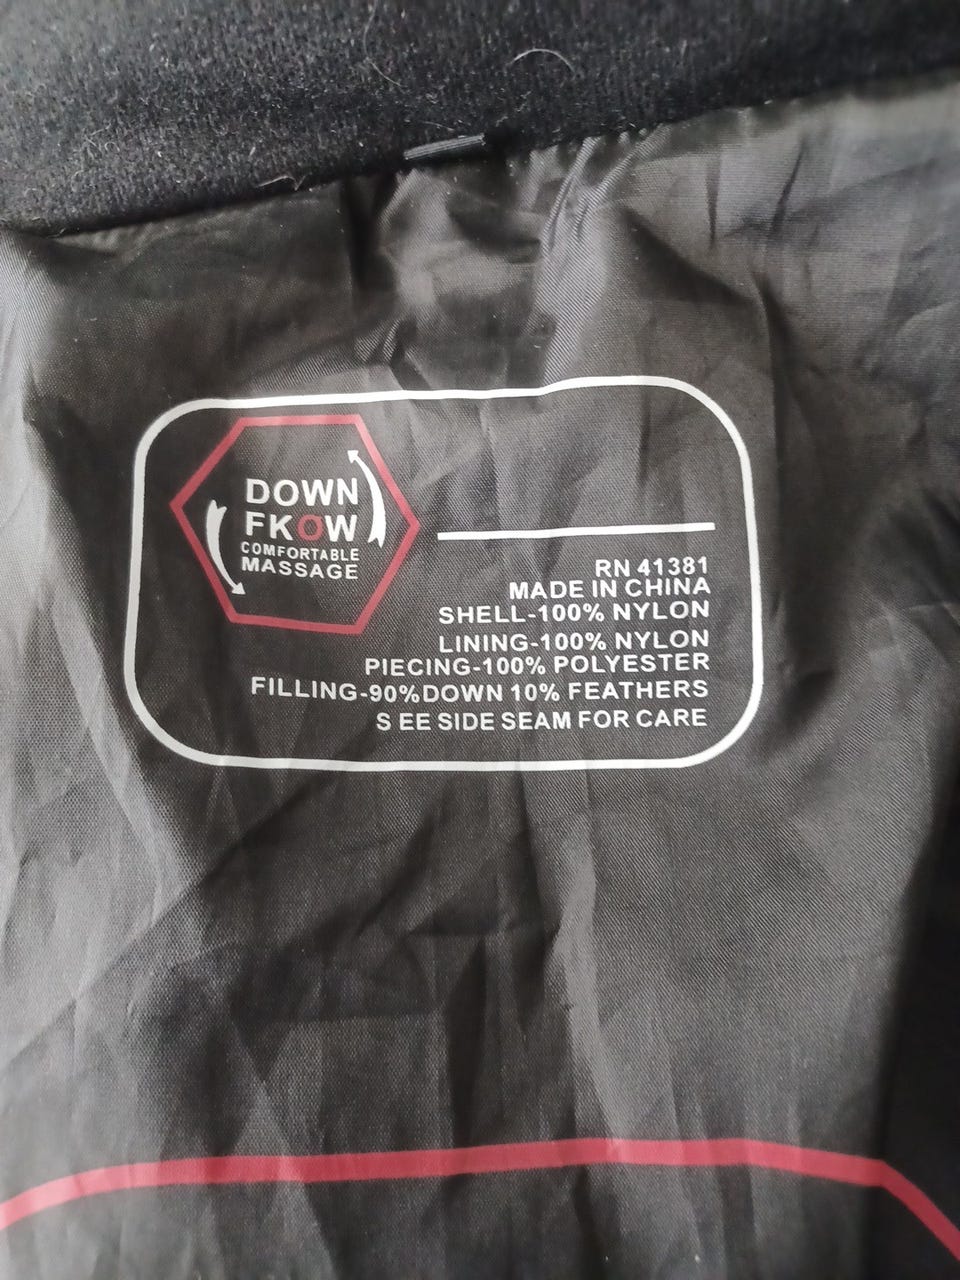 DOWN
FKOW
COMFORTABLE
MASSAGE
RN 41381
MADE IN CHINA
SHELL-100% NYLON
LINING-100% NYLON
PIECING-100% POLYESTER
FILLING-90%DOWN 10% FEATHERS
S EE SIDE SEAM FOR CARE